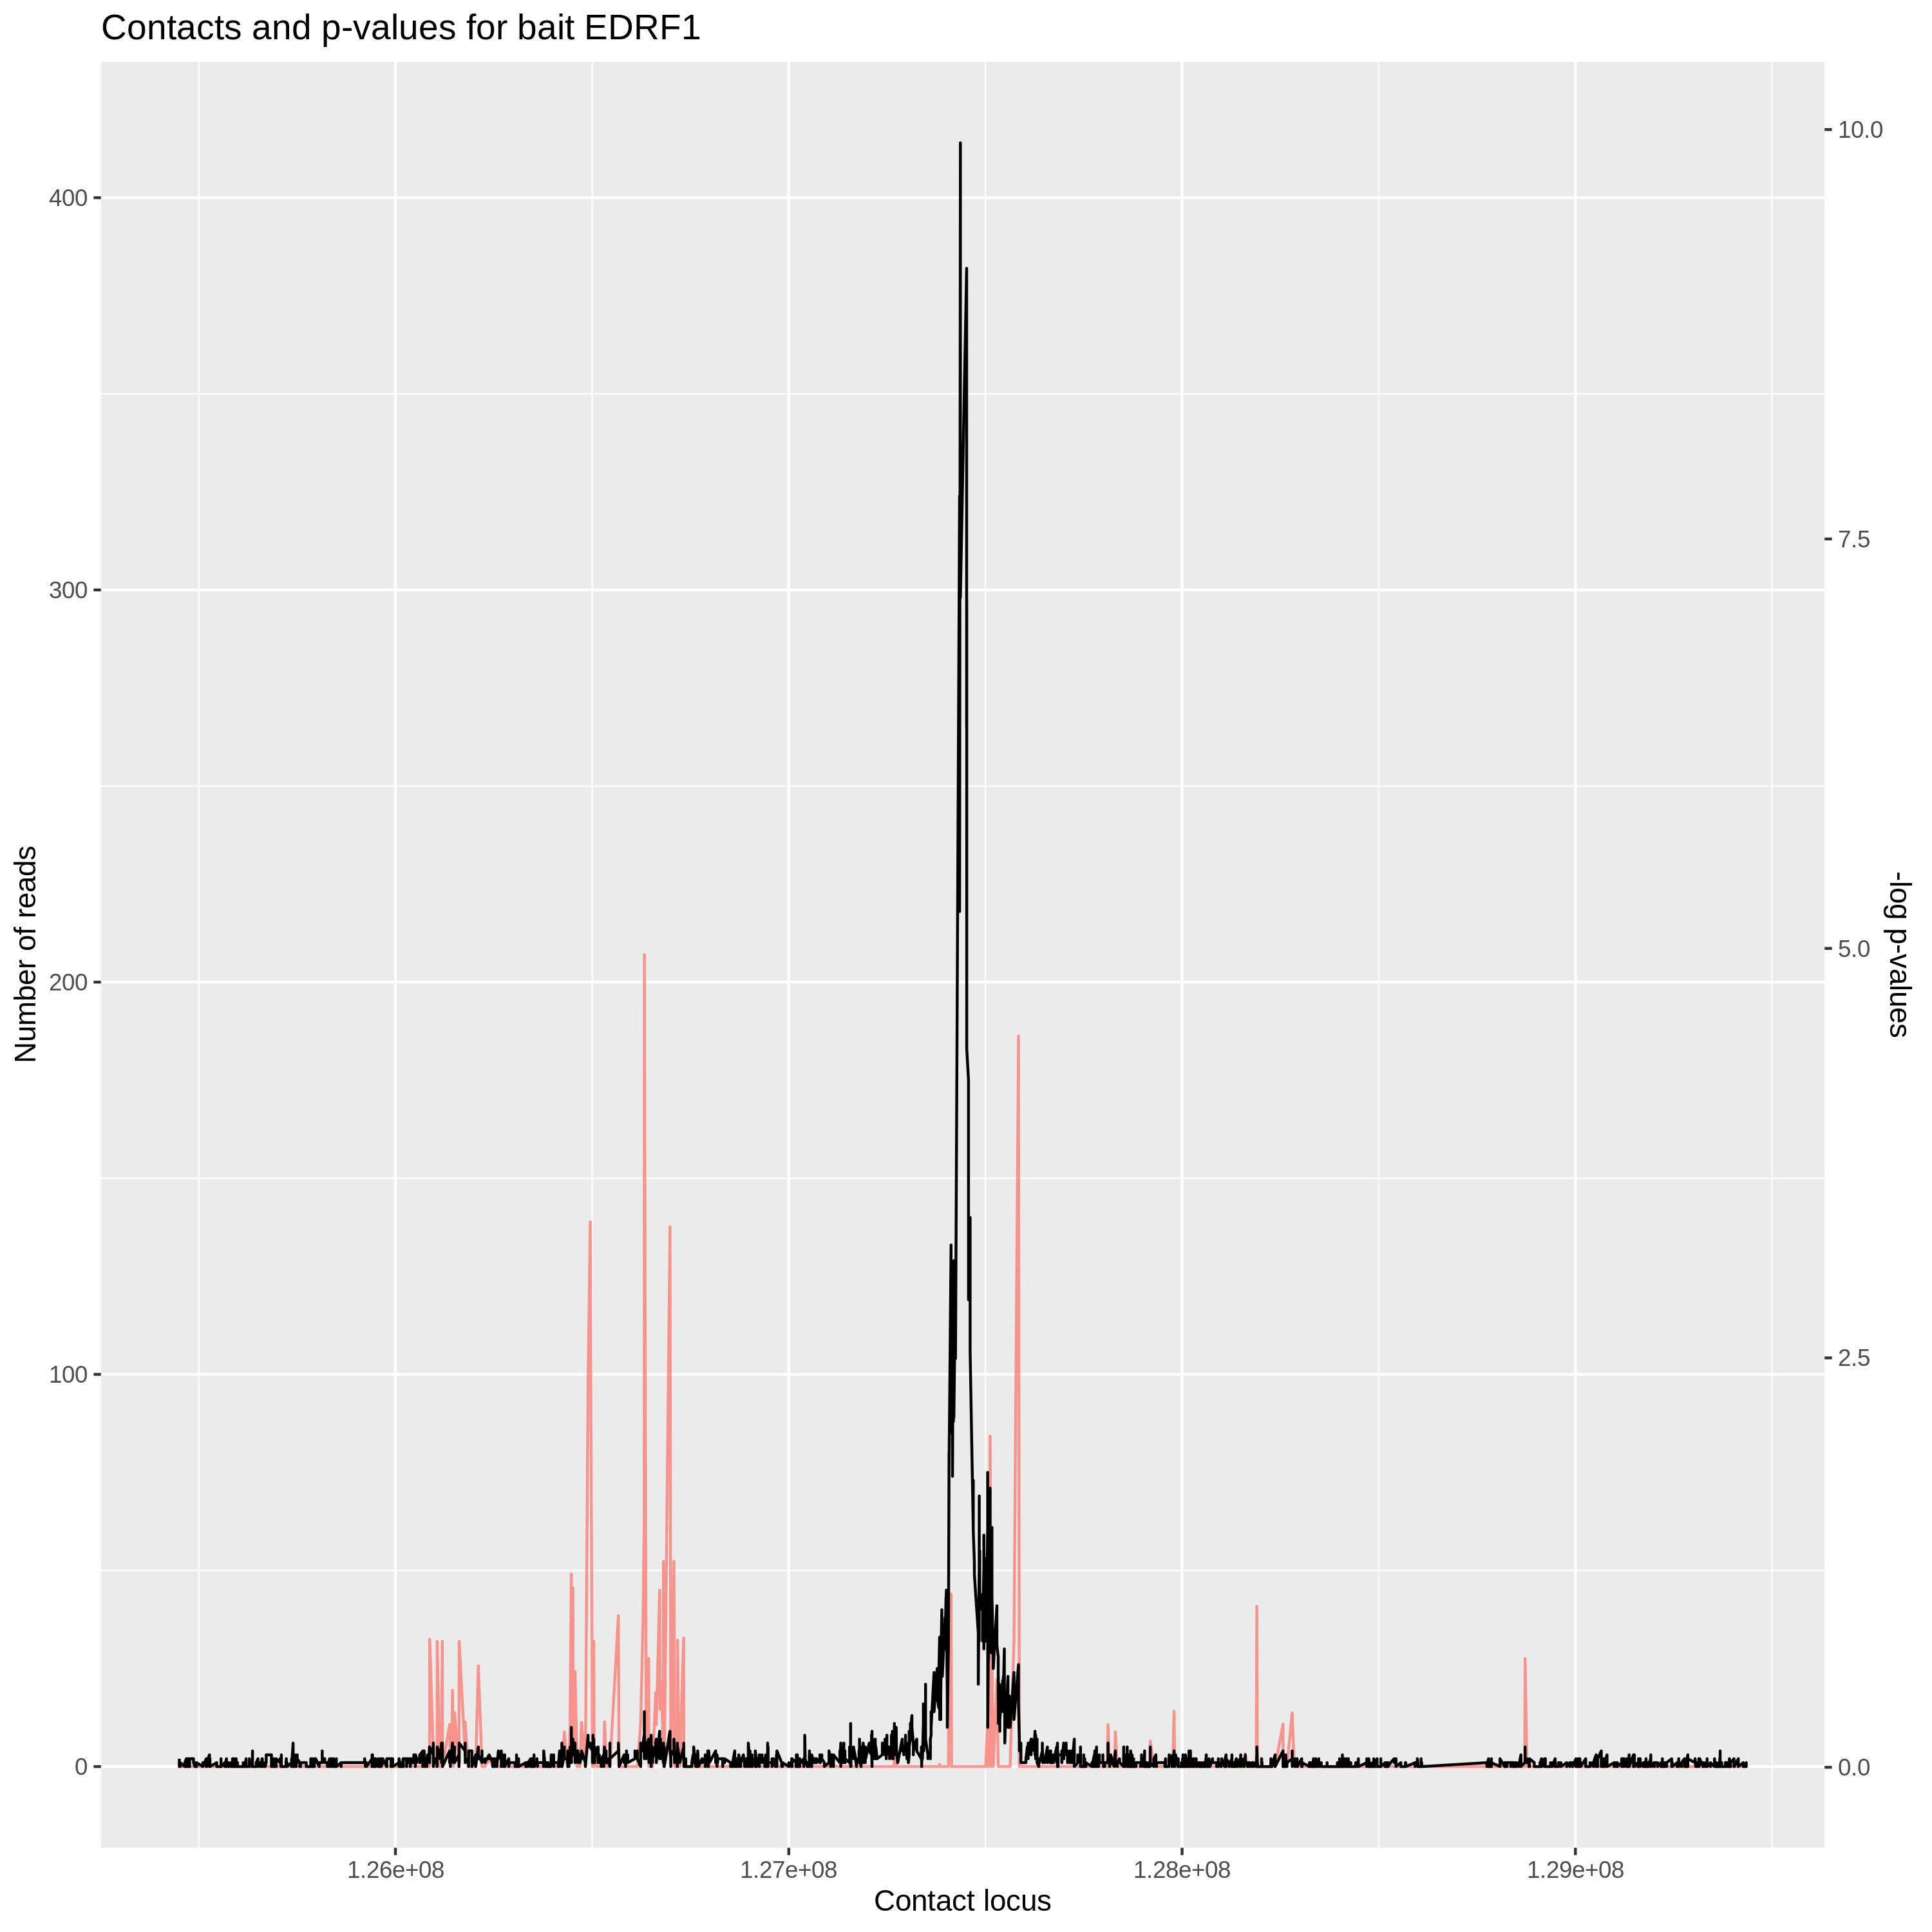 Contacts and p-values for bait EDRF1
Number of reads
400
300
200
100
0
10.0
7.5
5.0
2.5
0.0
-log p-values
1.26e+08
1.27e+08
1.28e+08
1.29e+08
Contact locus